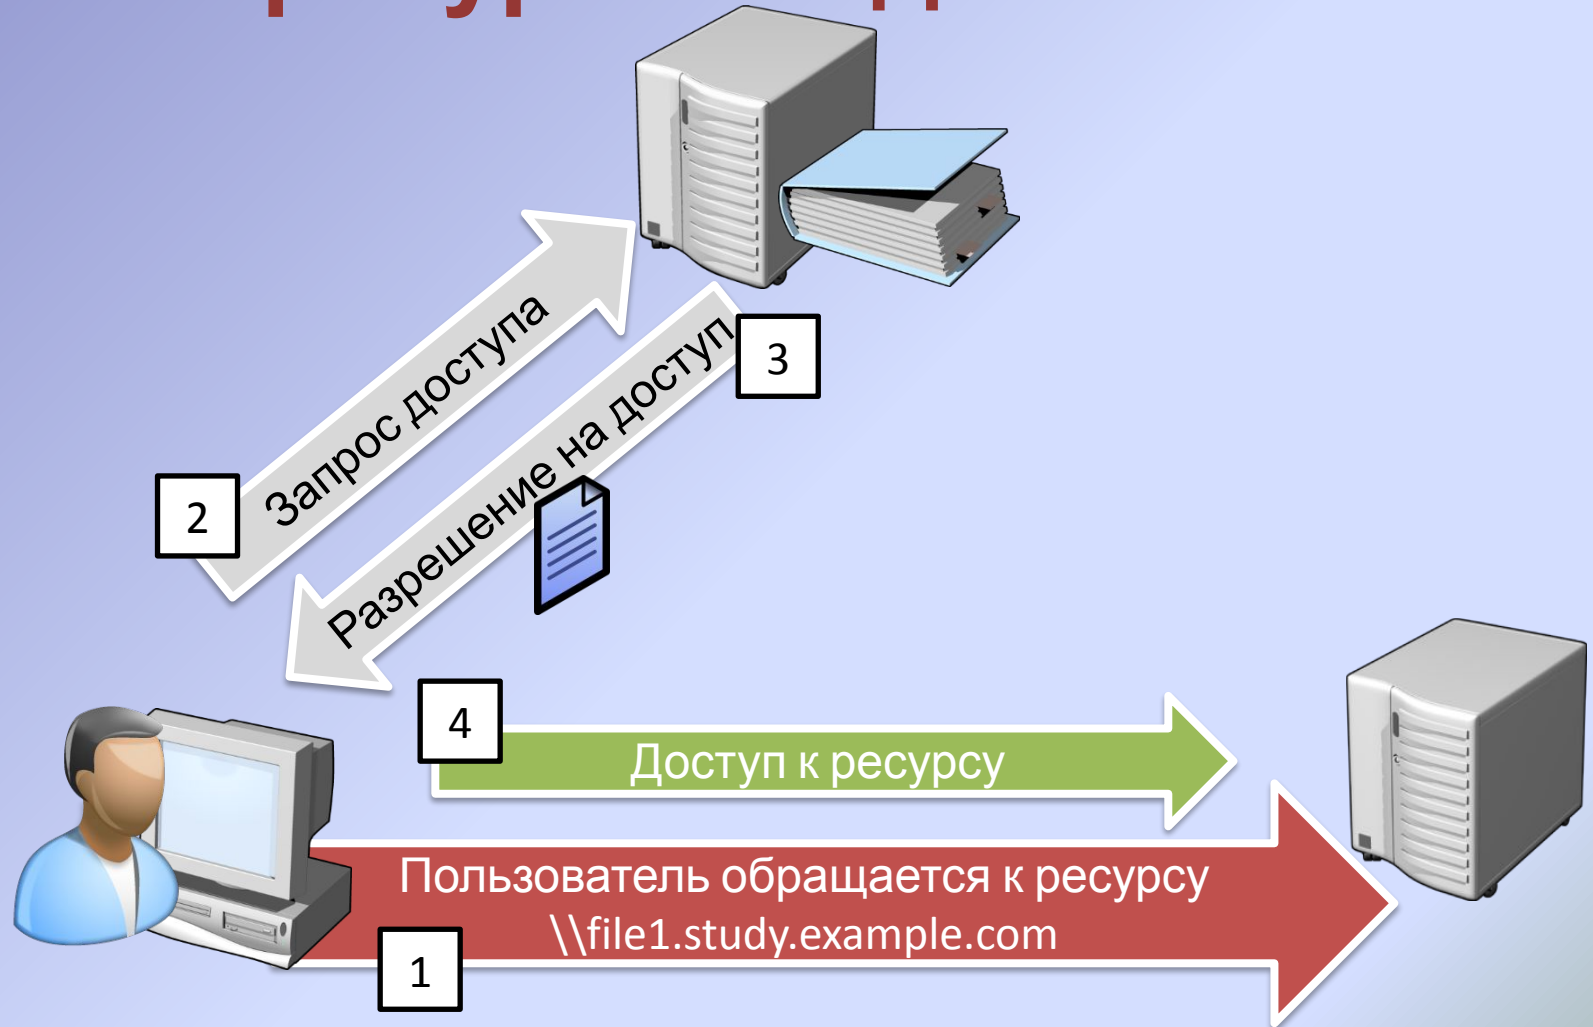 3
Запрос доступа
Разрешение на доступ
2
4
Доступ к ресурсу
Пользователь обращается к ресурсу
\\file1.study.example.com
1